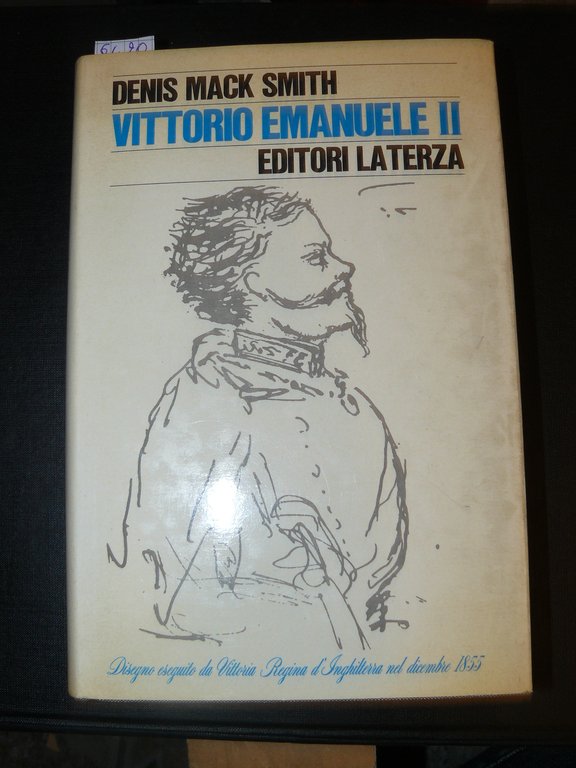 DENIS MACK SMITH
VITTORIO EMANUELE II
EDITORI LATERZA
Disegno eseguito da Vittoria Regina d'Inghilterra nel dicembre 1855